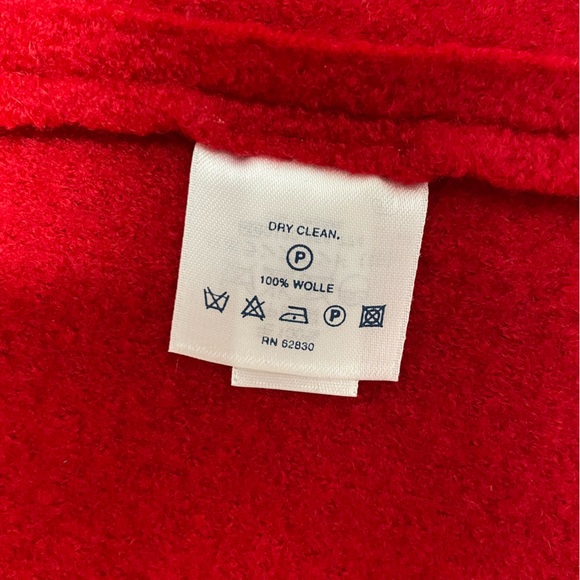 DRY CLEAN.
P
100% WOLLE
P
RN 62830